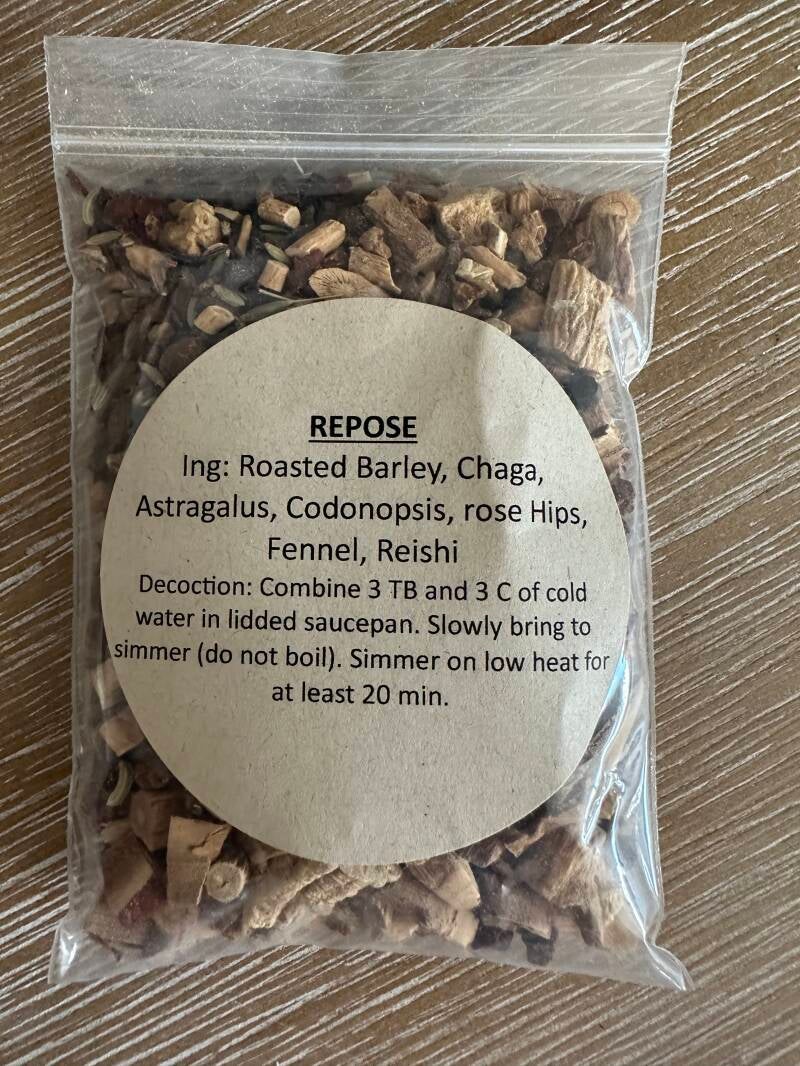 REPOSE
Ing: Roasted Barley, Chaga,
Astragalus, Codonopsis, rose Hips,
Fennel, Reishi
Decoction: Combine 3 TB and 3 C of cold
water in lidded saucepan. Slowly bring to
simmer (do not boil). Simmer on low heat for
at least 20 min.